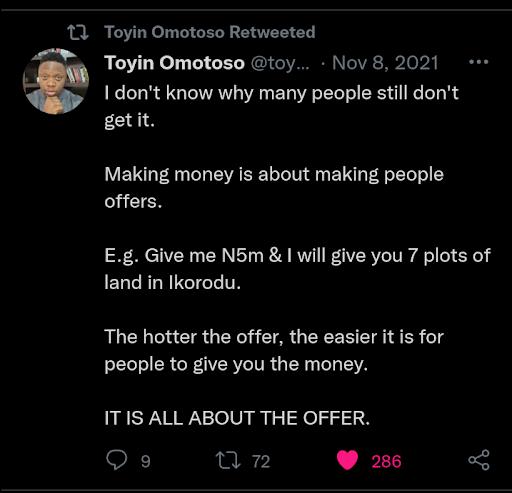 Toyin Omotoso Retweeted
Toyin Omotoso @toy... · Nov 8, 2021
I don't know why many people still don't
get it.
Making money is about making people
offers.
E.g. Give me N5m & I will give you 7 plots of
land in Ikorodu.
The hotter the offer, the easier it is for
people to give you the money.
IT IS ALL ABOUT THE OFFER.
9 72 286